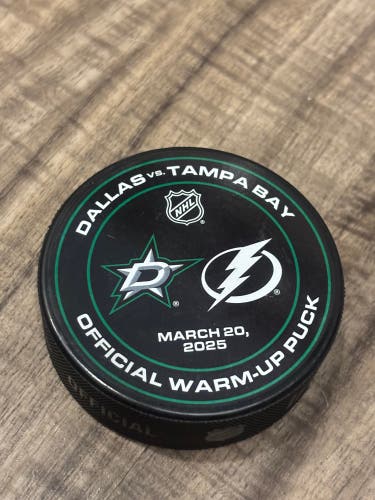 DALLAS VS. TAMPA BAY
NHL
D
MARCH 20,
2025
OFFICIAL WARM-UP PUCK
OFFICIAL